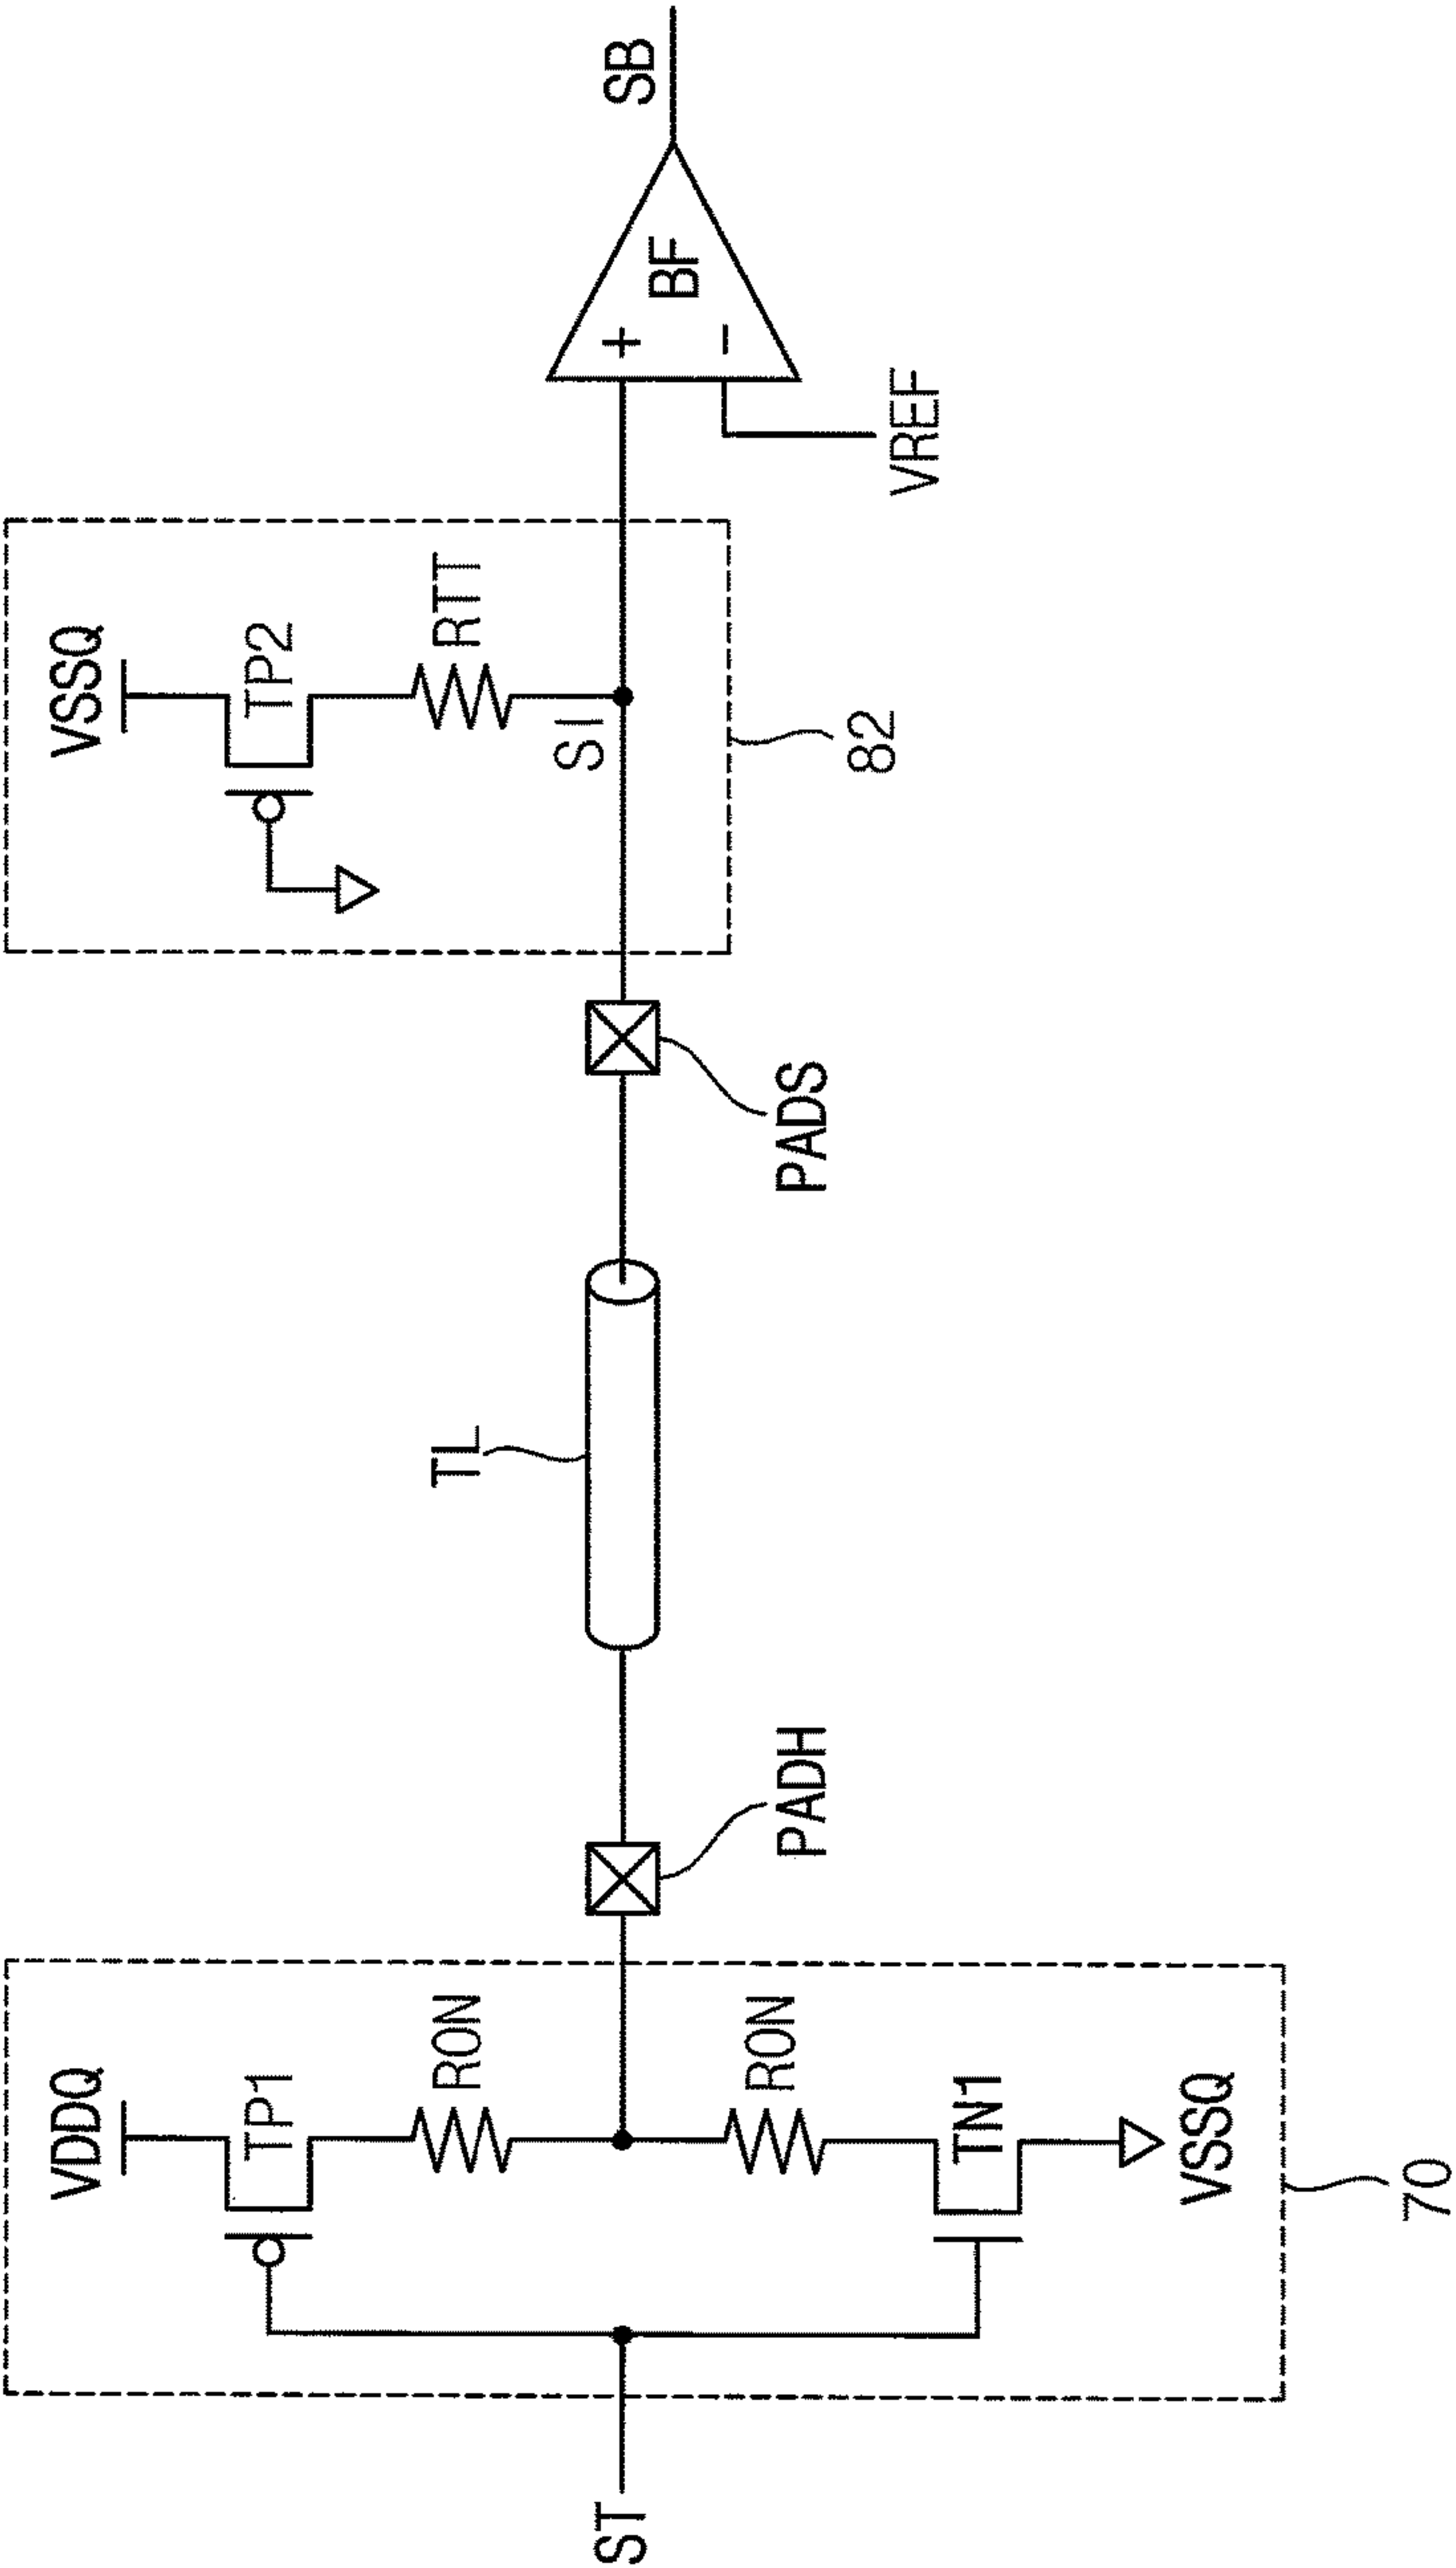 VDDQ
TP1
RON
ST
RON
TN1
VSSQ
70
PADH
TL
PADS
VSSQ
TP2
RTT
SI
82
+
BF
−
VREF
SB